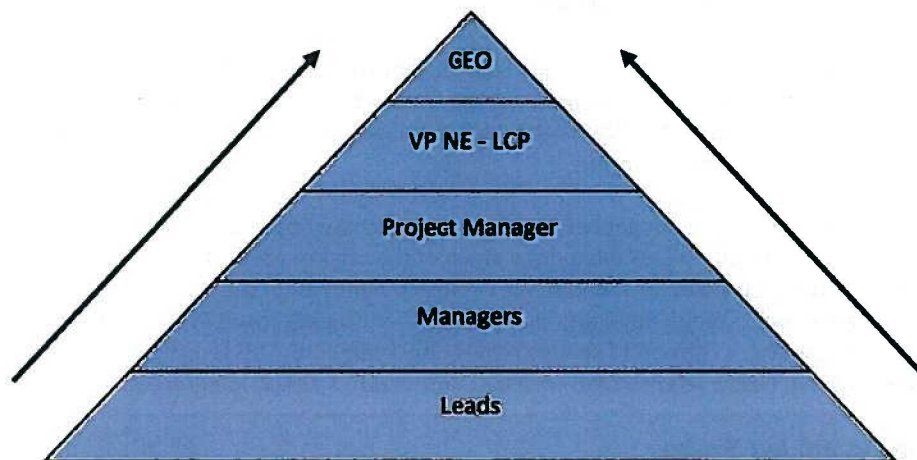 GEO
VP NE - LCP
Project Manager
Managers
Leads